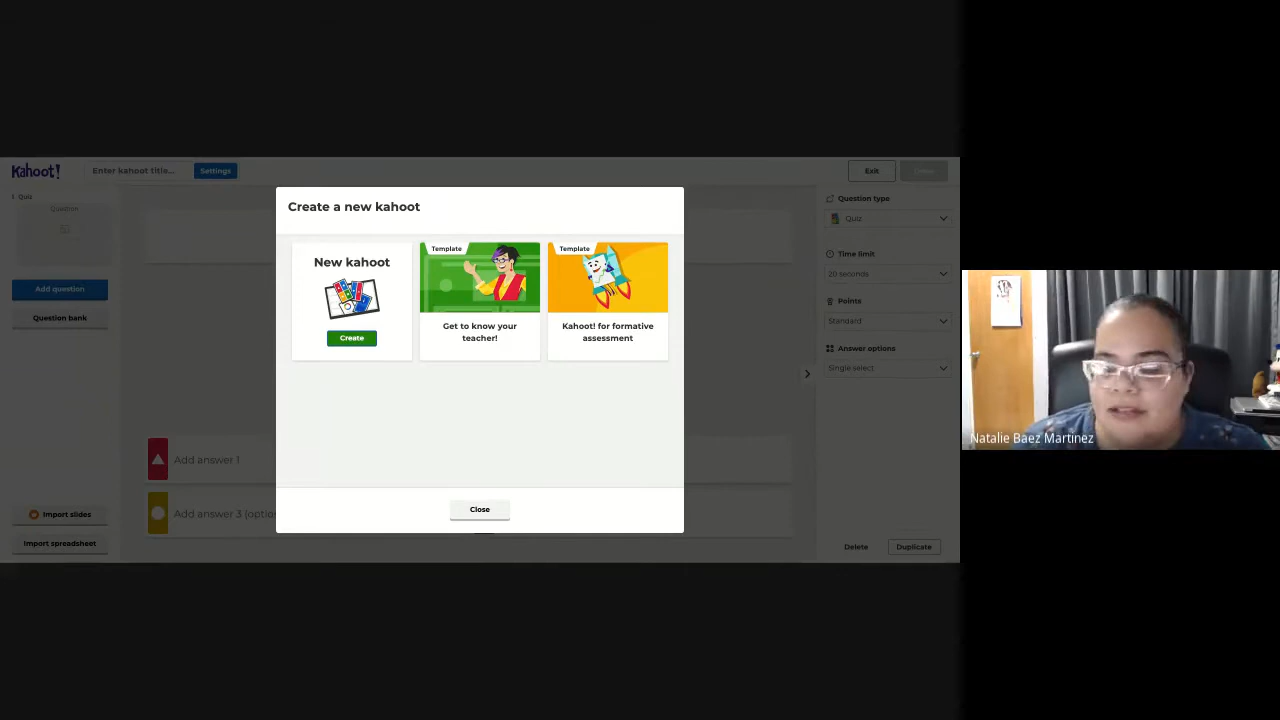 Kahoot!
Enter kahoot title...
Settings
Exit
Quiz
Question
Add question
Question bank
Import slides
Import spreadsheet
Create a new kahoot
New kahoot
Create
Template
Get to know your
teacher!
Template
Kahoot! for formative
assessment
Close
Add answer 1
Add answer 3 (optio
Question type
Quiz
Time limit
20 seconds
Points
Standard
Answer options
Single select
Delete
Duplicate
Natalie Baez Martinez